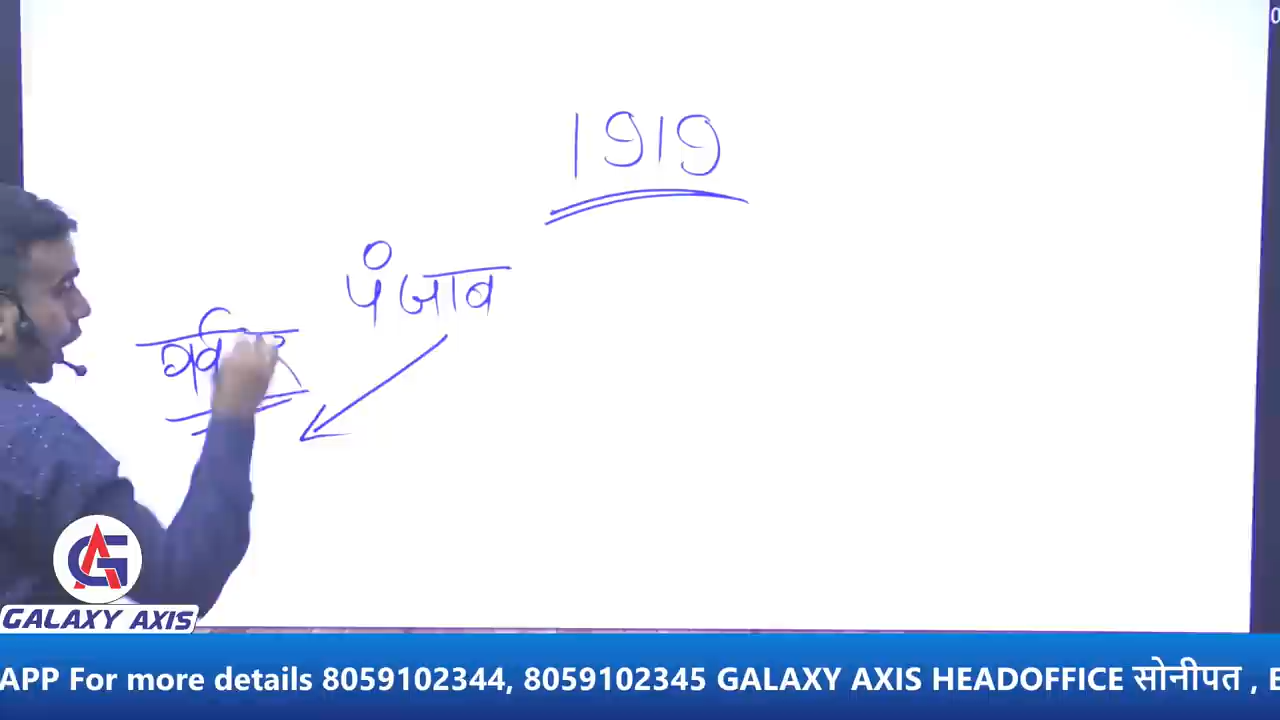 1919
पंजाब
GALAXY AXIS
APP For more details 8059102344, 8059102345 GALAXY AXIS HEADOFFICE सोनीपत ,